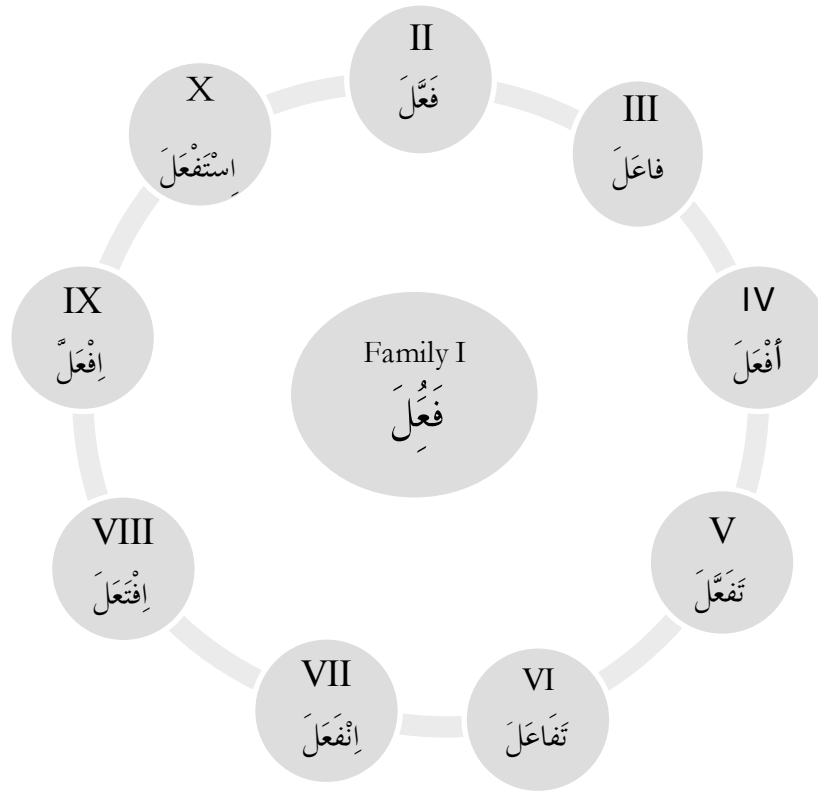 II
فَعَّلَ
III
فاعَلَ
IV
أَفْعَلَ
V
تَفَعَّلَ
VI
تَفَاعَلَ
VII
اِنْفَعَلَ
VIII
اِفْتَعَلَ
IX
اِفْعَلَّ
X
اِسْتَفْعَلَ
Family I
فَعَُِلَ